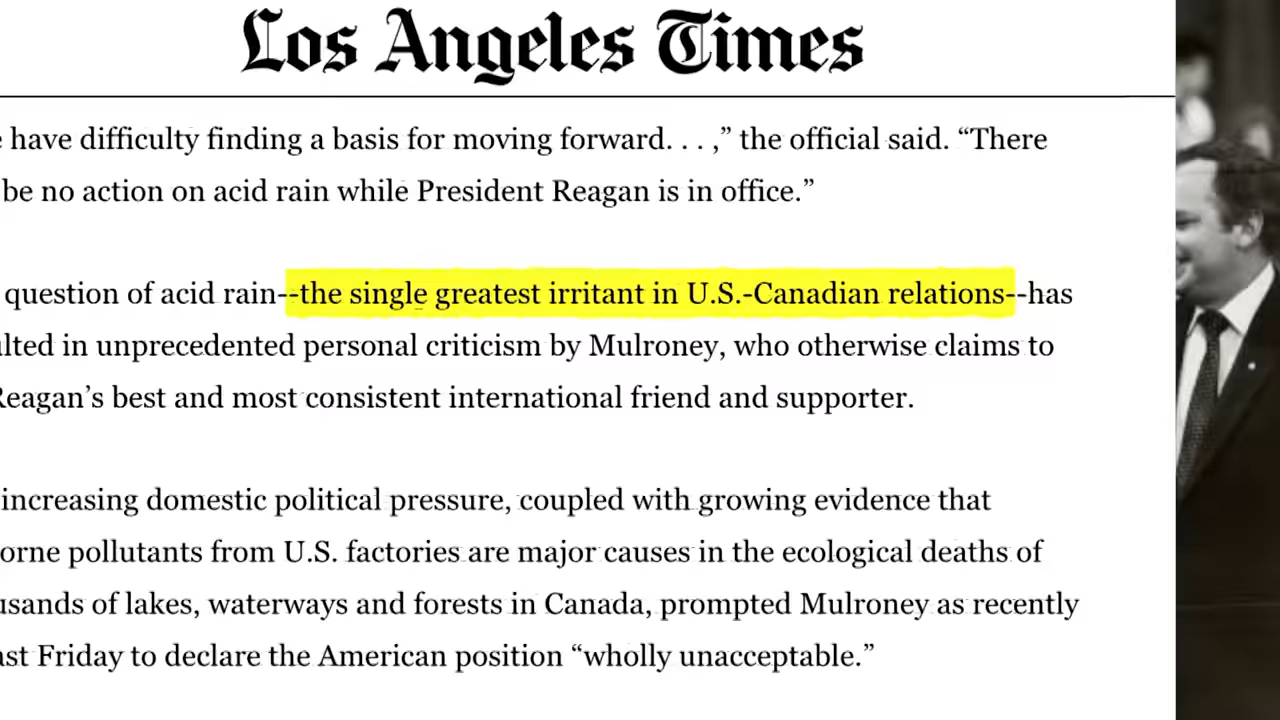 Los Angeles Times
have difficulty finding a basis for moving forward. . . ,” the official said. “There
be no action on acid rain while President Reagan is in office.”
question of acid rain--the single greatest irritant in U.S.-Canadian relations--has
in unprecedented personal criticism by Mulroney, who otherwise claims to
Reagan’s best and most consistent international friend and supporter.
increasing domestic political pressure, coupled with growing evidence that
pollutants from U.S. factories are major causes in the ecological deaths of
of lakes, waterways and forests in Canada, prompted Mulroney as recently
Friday to declare the American position “wholly unacceptable.”